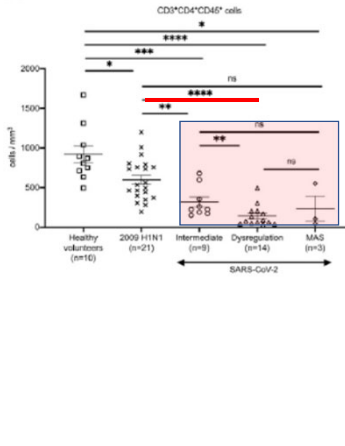 CD3⁺CD4⁺CD45⁺ cells
*
****
***
*
ns
****
**
ns
**
ns
cells / mm³
2000
1500
1000
500
0
Healthy volunteers (n=10)
2009 H1N1 (n=21)
Intermediate (n=9)
Dysregulation (n=14)
MAS (n=3)
SARS-CoV-2